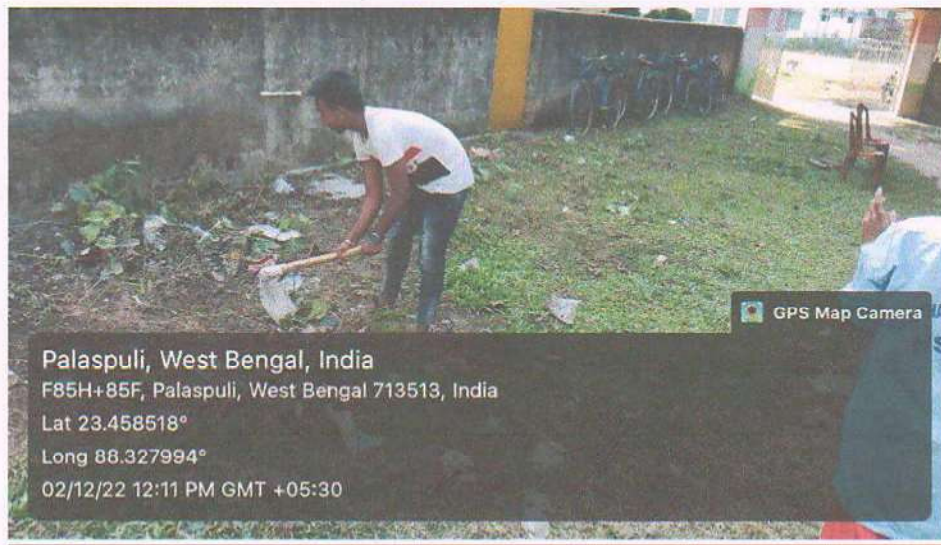 GPS Map Camera
Palaspuli, West Bengal, India
F85H+85F, Palaspuli, West Bengal 713513, India
Lat 23.458518°
Long 88.327994°
02/12/22 12:11 PM GMT +05:30